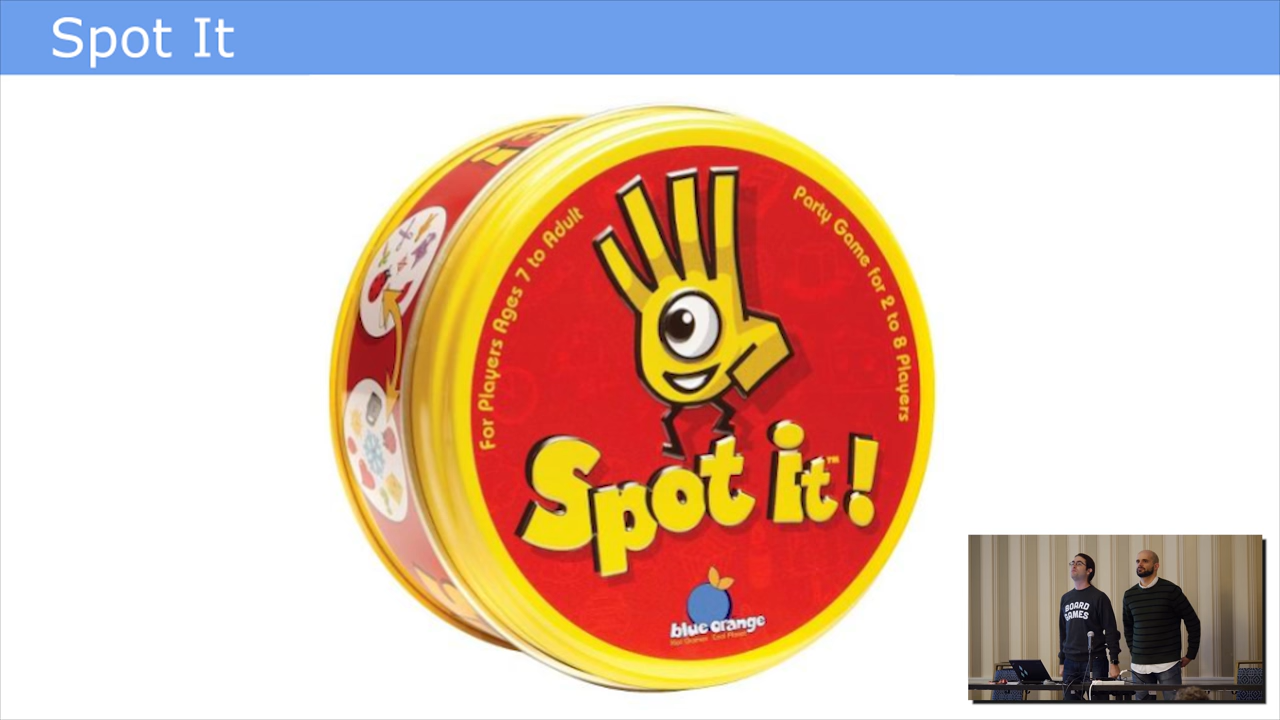 Spot It
For Players Ages 7 to Adult
Party Game for 2 to 8 Players
Spot it!™
blue orange
BOARD
GAMES